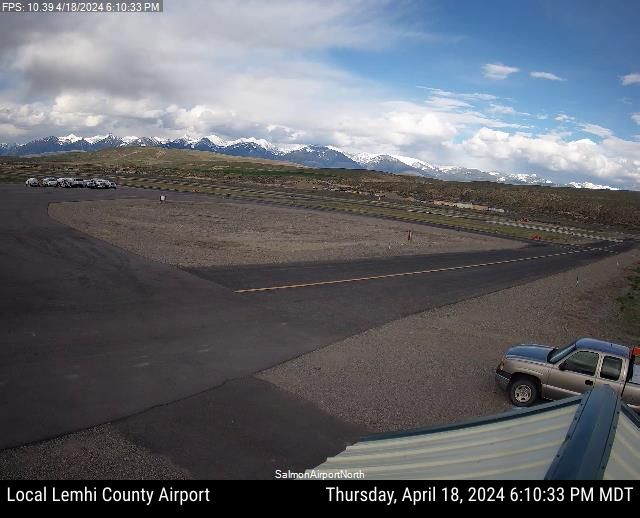 FPS: 10.39 4/18/2024 6:10:33 PM
SalmonAirportNorth
Local Lemhi County Airport Thursday, April 18, 2024 6:10:33 PM MDT